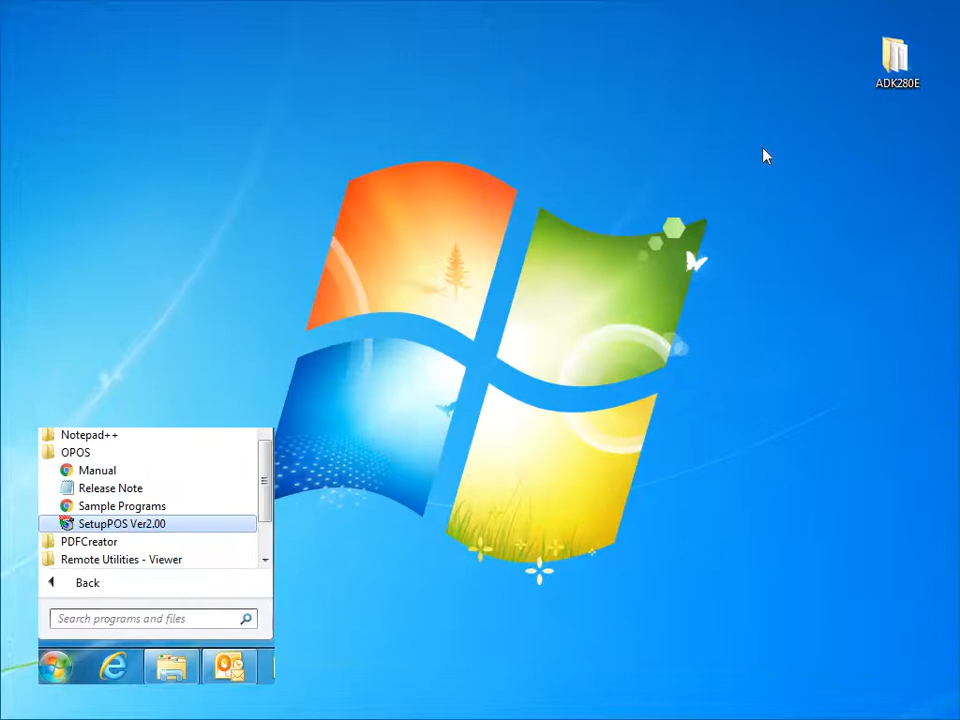 ADK280E
Notepad++
OPOS
Manual
Release Note
Sample Programs
SetupPOS Ver2.00
PDFCreator
Remote Utilities - Viewer
Back
Search programs and files